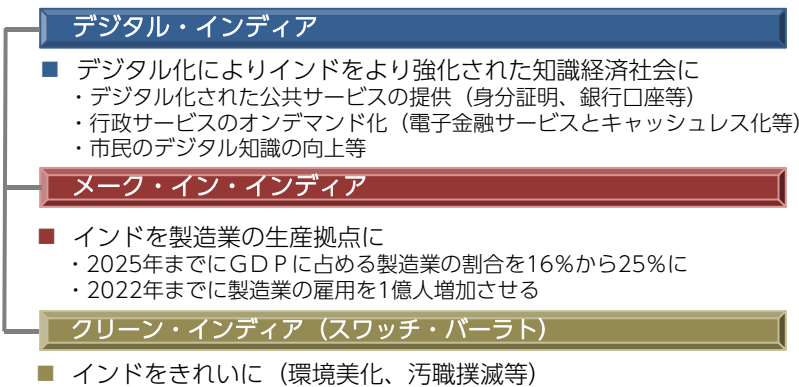 デジタル・インディア
■ デジタル化によりインドをより強化された知識経済社会に
・デジタル化された公共サービスの提供（身分証明、銀行口座等）
・行政サービスのオンデマンド化（電子金融サービスとキャッシュレス化等）
・市民のデジタル知識の向上等
メーク・イン・インディア
■ インドを製造業の生産拠点に
・2025年までにＧＤＰに占める製造業の割合を16%から25%に
・2022年までに製造業の雇用を1億人増加させる
クリーン・インディア（スワッチ・バーラト）
■ インドをきれいに（環境美化、汚職撲滅等）